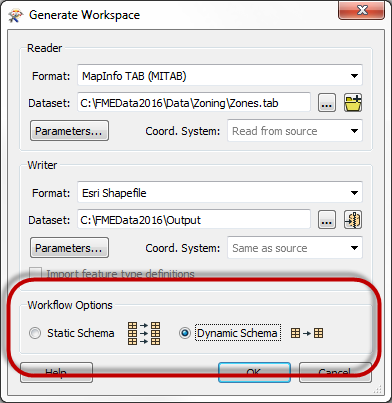 Generate Workspace
Reader
Format: MapInfo TAB (MITAB)
Dataset: C:\FMEData2016\Data\Zoning\Zones.tab ...
Parameters... Coord. System: Read from source
Writer
Format: Esri Shapefile
Dataset: C:\FMEData2016\Output ...
Parameters... Coord. System: Same as source
Import feature type definitions
Workflow Options
Static Schema Dynamic Schema
Help OK Cancel